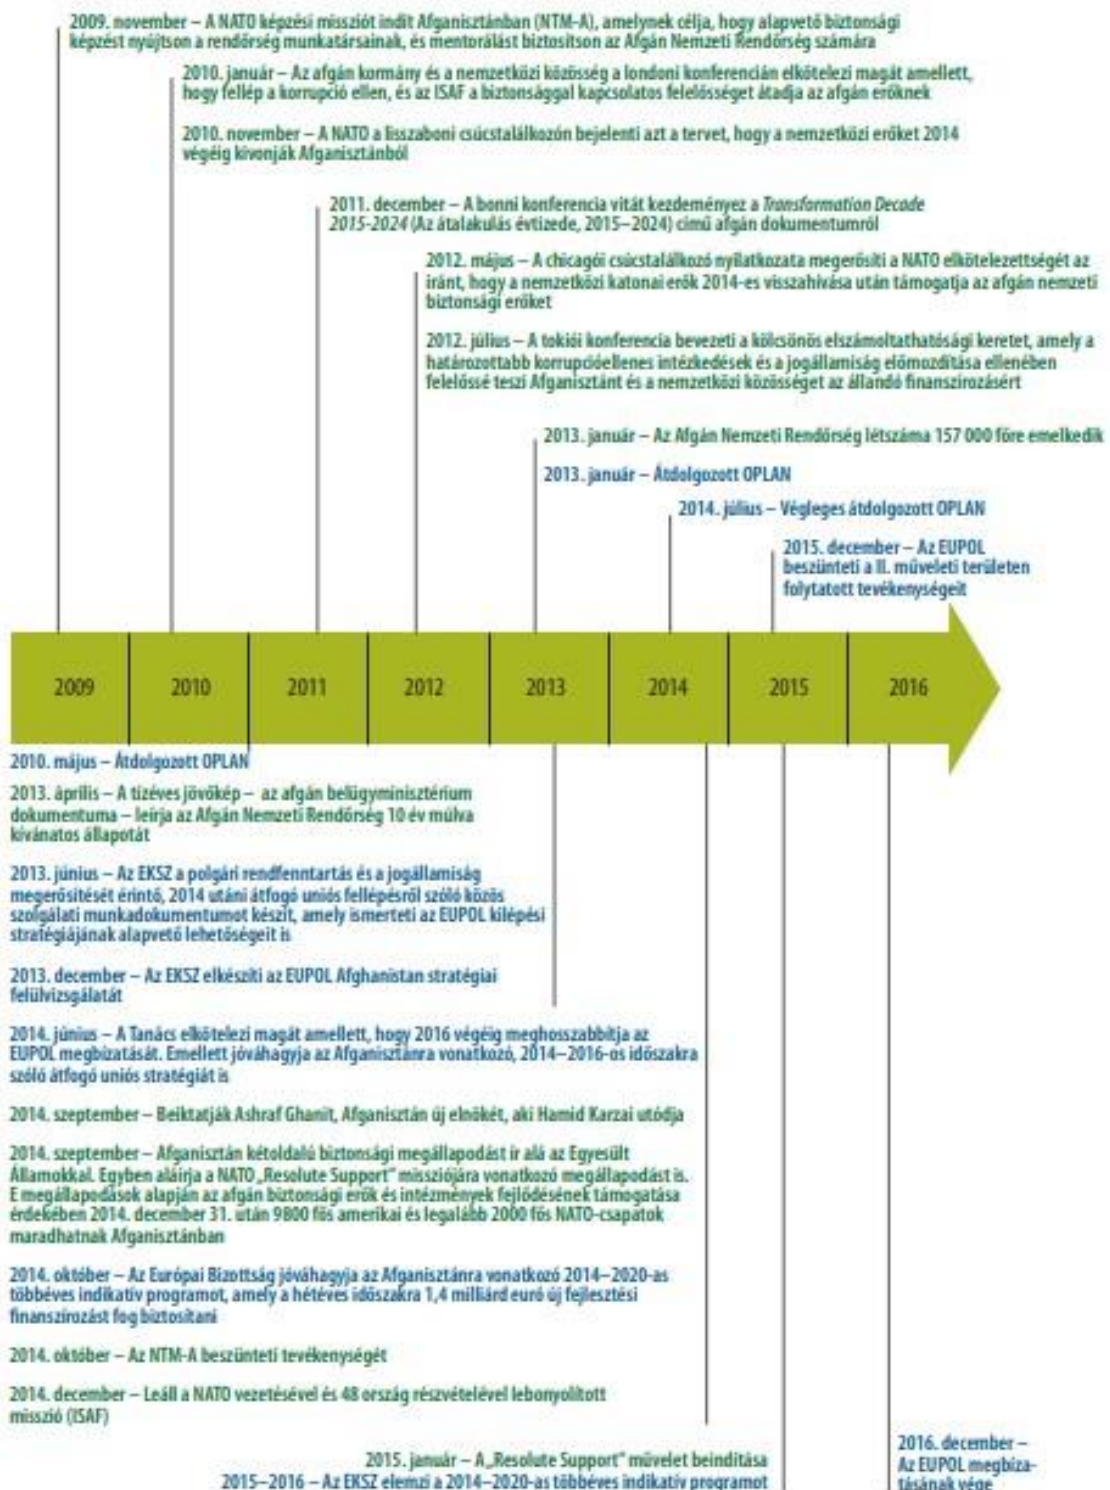 2009. november – A NATO képzési missziót indít Afganisztánban (NTM-A), amelynek célja, hogy alapvető biztonsági
képzést nyújtson a rendőrség munkatársainak, és mentorálást biztosítson az Afgán Nemzeti Rendőrség számára
2010. január – Az afgán kormány és a nemzetközi közösség a londoni konferencián elkötelezi magát amellett,
hogy fellép a korrupció ellen, és az ISAF a biztonsággal kapcsolatos felelősséget átadja az afgán erőknek
2010. november – A NATO a lisszaboni csúcstalálkozón bejelenti azt a tervet, hogy a nemzetközi erőket 2014
végéig kivonják Afganisztánból
2011. december – A bonni konferencia vitát kezdeményez a Transformation Decade
2015-2024 (Az átalakulás évtizede, 2015–2024) című afgán dokumentumról
2012. május – A chicagói csúcstalálkozó nyilatkozata megerősíti a NATO elkötelezettségét az
iránt, hogy a nemzetközi katonai erők 2014-es visszahívása után támogatja az afgán nemzeti
biztonsági erőket
2012. július – A tokiói konferencia bevezeti a kölcsönös elszámoltathatósági keretet, amely a
határozottabb korrupcióellenes intézkedések és a jogállamiság előmozdítása ellenében
felelőssé teszi Afganisztánt és a nemzetközi közösséget az állandó finanszírozásért
2013. január – Az Afgán Nemzeti Rendőrség létszáma 157 000 főre emelkedik
2013. január – Átdolgozott OPLAN
2014. július – Végleges átdolgozott OPLAN
2015. december – Az EUPOL
beszünteti a II. műveleti területen
folytatott tevékenységeit
2009 2010 2011 2012 2013 2014 2015 2016
2010. május – Átdolgozott OPLAN
2013. április – A tízéves jövőkép – az afgán belügyminisztérium
dokumentuma – leírja az Afgán Nemzeti Rendőrség 10 év múlva
kívánatos állapotát
2013. június – Az EKSZ a polgári rendfenntartás és a jogállamiság
megerősítését érintő, 2014 utáni átfogó uniós fellépésről szóló közös
szolgálati munkadokumentumot készít, amely ismerteti az EUPOL kilépési
stratégiájának alapvető lehetőségeit is
2013. december – Az EKSZ elkészíti az EUPOL Afghanistan stratégiai
felülvizsgálatát
2014. június – A Tanács elkötelezi magát amellett, hogy 2016 végéig meghosszabbítja az
EUPOL megbízatását. Emellett jóváhagyja az Afganisztánra vonatkozó, 2014–2016-os időszakra
szóló átfogó uniós stratégiát is
2014. szeptember – Beiktatják Ashraf Ghanit, Afganisztán új elnökét, aki Hamid Karzai utódja
2014. szeptember – Afganisztán kétoldalú biztonsági megállapodást ír alá az Egyesült
Államokkal. Egyben aláírja a NATO „Resolute Support” missziójára vonatkozó megállapodást is.
E megállapodások alapján az afgán biztonsági erők és intézmények fejlődésének támogatása
érdekében 2014. december 31. után 9800 fős amerikai és legalább 2000 fős NATO-csapatok
maradhatnak Afganisztánban
2014. október – Az Európai Bizottság jóváhagyja az Afganisztánra vonatkozó 2014–2020-as
többéves indikatív programot, amely a hétéves időszakra 1,4 milliárd euró új fejlesztési
finanszírozást fog biztosítani
2014. október – Az NTM-A beszünteti tevékenységét
2014. december – Leáll a NATO vezetésével és 48 ország részvételével lebonyolított
misszió (ISAF)
2015. január – A „Resolute Support” művelet beindítása
2015–2016 – Az EKSZ elemzi a 2014–2020-as többéves indikatív programot
2016. december –
Az EUPOL megbíza-
tásának vége